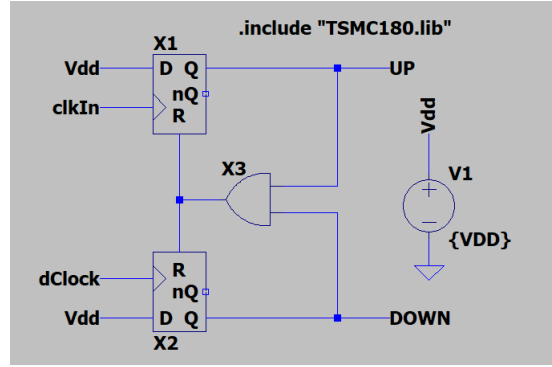 .include "TSMC180.lib"
X1
Vdd D Q UP
nQ
clkIn R
Vdd
X3
V1
{VDD}
R
dClock nQ
Vdd D Q DOWN
X2